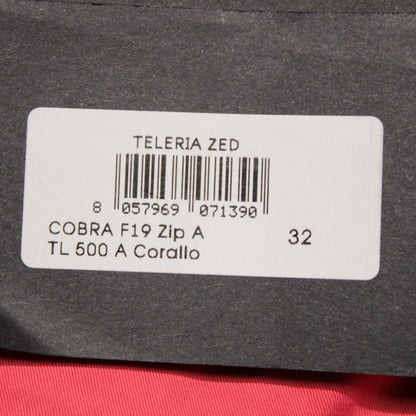 TELERIA ZED
8 057969 071390
COBRA F19 Zip A 32
TL 500 A Corallo